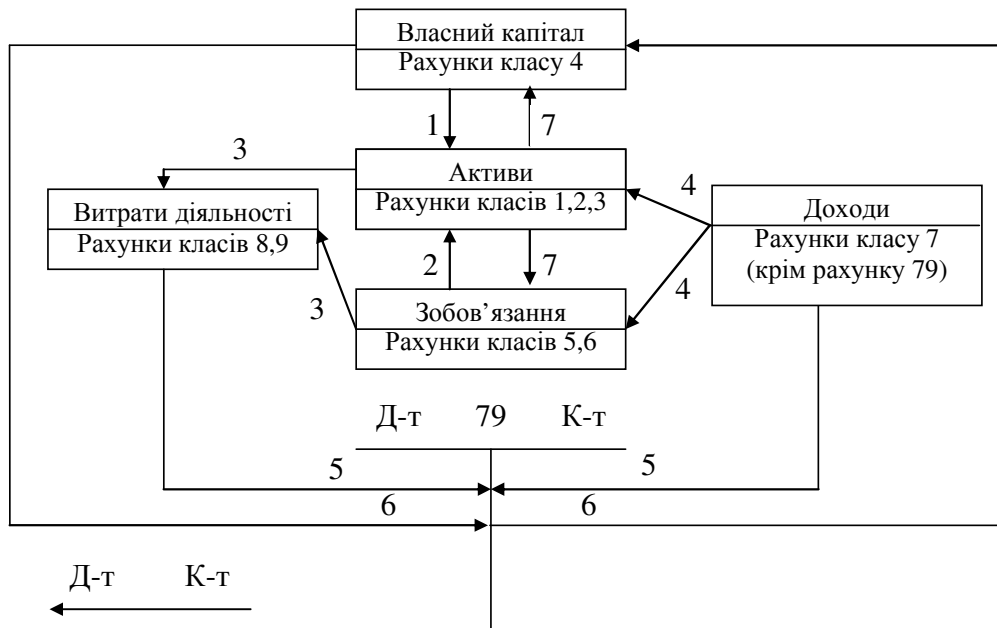 Власний капітал
Рахунки класу 4
1
7
3
Активи
Рахунки класів 1,2,3
4
Витрати діяльності
Рахунки класів 8,9
Доходи
Рахунки класу 7
(крім рахунку 79)
2
7
4
3
Зобов’язання
Рахунки класів 5,6
Д-т 79 К-т
5
5
6
6
Д-т К-т